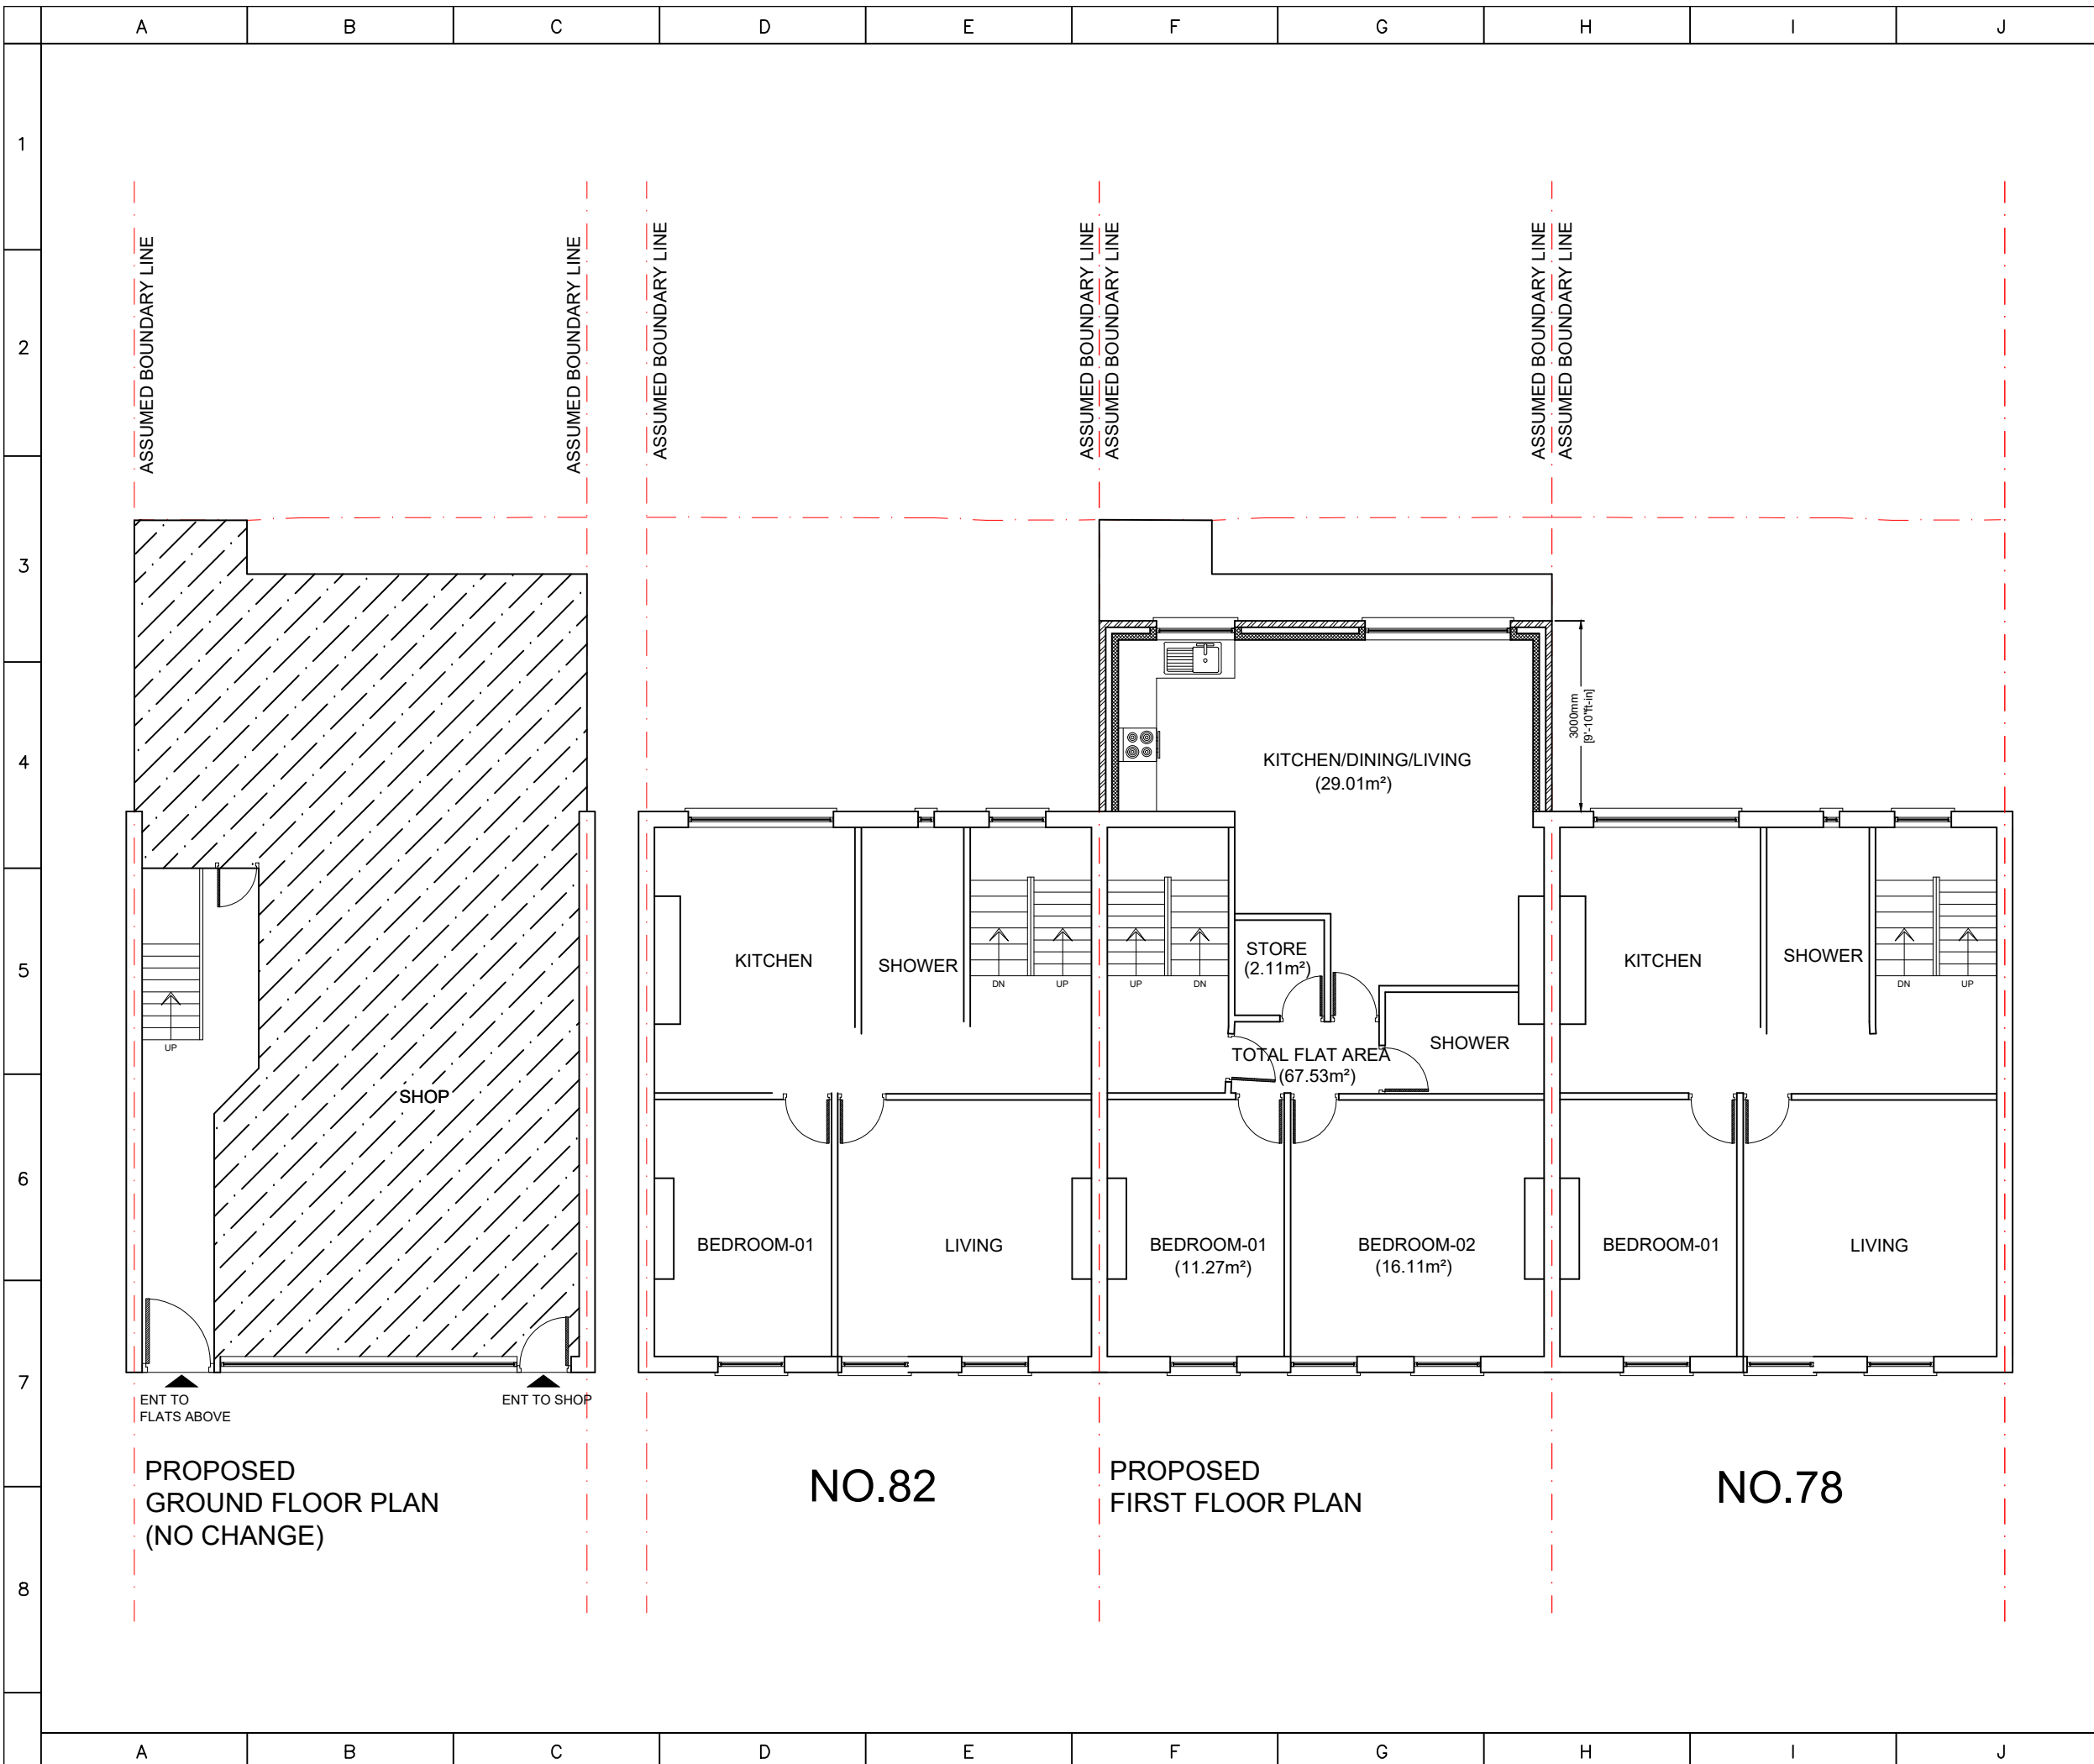 A B C D E F G H I J
1
2
3
4
5
6
7
8
ASSUMED BOUNDARY LINE
ASSUMED BOUNDARY LINE
ASSUMED BOUNDARY LINE
ASSUMED BOUNDARY LINE
ASSUMED BOUNDARY LINE
ASSUMED BOUNDARY LINE
ASSUMED BOUNDARY LINE
3000mm
[9'-10"ft-in]
KITCHEN/DINING/LIVING
(29.01m²)
KITCHEN
SHOWER
DN
UP
UP
DN
STORE
(2.11m²)
SHOWER
TOTAL FLAT AREA
(67.53m²)
KITCHEN
SHOWER
DN
UP
UP
SHOP
BEDROOM-01
LIVING
BEDROOM-01
(11.27m²)
BEDROOM-02
(16.11m²)
BEDROOM-01
LIVING
ENT TO
FLATS ABOVE
ENT TO SHOP
PROPOSED
GROUND FLOOR PLAN
(NO CHANGE)
NO.82
PROPOSED
FIRST FLOOR PLAN
NO.78
A B C D E F G H I J